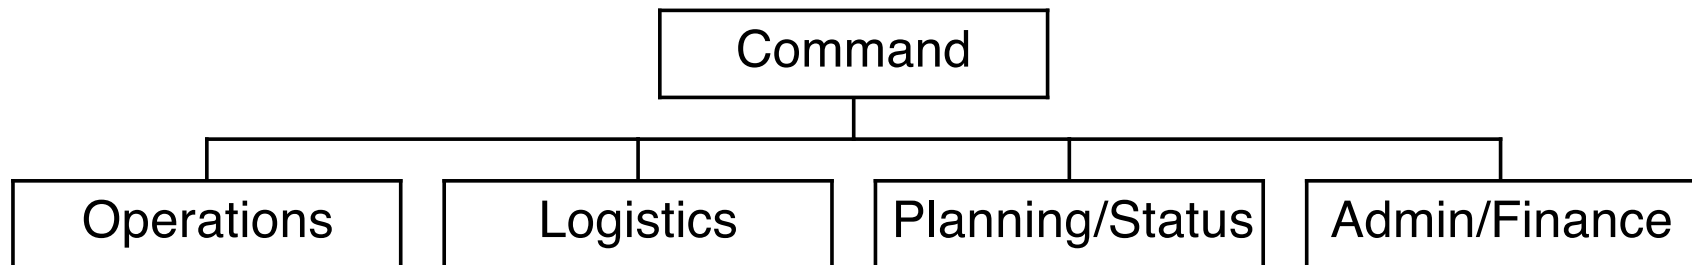 Command
Operations
Logistics
Planning/Status
Admin/Finance